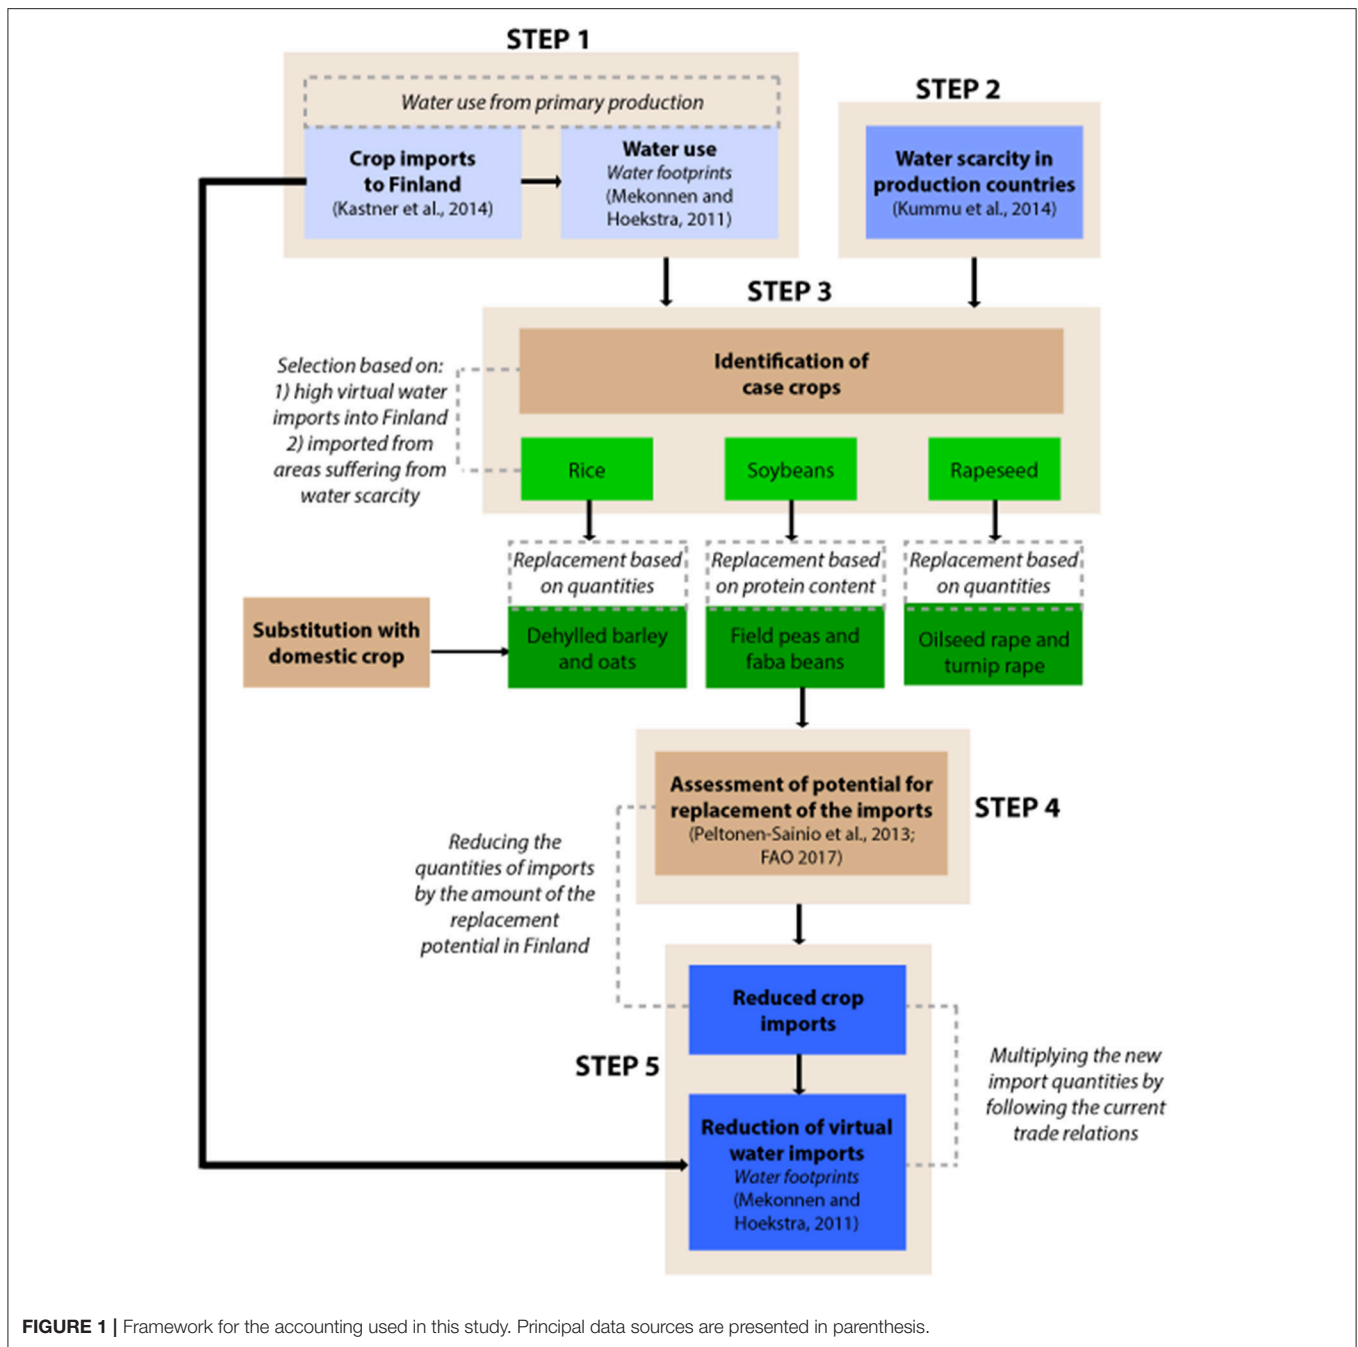 STEP 1
Water use from primary production
Crop imports
to Finland
(Kastner et al., 2014)
Water use
Water footprints
(Mekonnen and
Hoekstra, 2011)
STEP 2
Water scarcity in
production countries
(Kummu et al., 2014)
STEP 3
Identification of
case crops
Selection based on:
1) high virtual water
imports into Finland
2) imported from
areas suffering from
water scarcity
Rice
Soybeans
Rapeseed
Replacement based
on quantities
Replacement based
on protein content
Replacement based
on quantities
Substitution with
domestic crop
Dehylled barley
and oats
Field peas and
faba beans
Oilseed rape and
turnip rape
Assessment of potential for
replacement of the imports
(Peltonen-Sainio et al., 2013;
FAO 2017)
STEP 4
Reducing the
quantities of imports
by the amount of the
replacement
potential in Finland
Reduced crop
imports
STEP 5
Multiplying the new
import quantities by
following the current
trade relations
Reduction of virtual
water imports
Water footprints
(Mekonnen and
Hoekstra, 2011)
FIGURE 1 | Framework for the accounting used in this study. Principal data sources are presented in parenthesis.